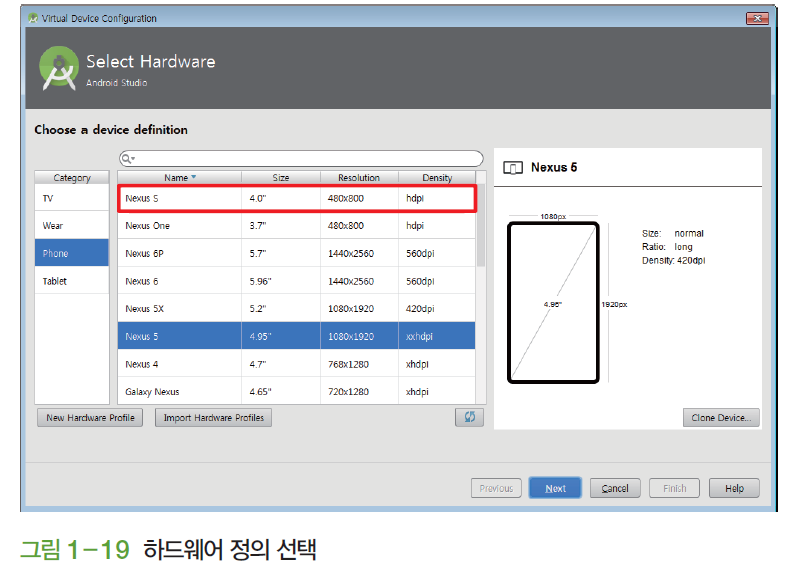 Virtual Device Configuration
Select Hardware
Android Studio
Choose a device definition
Category
TV
Wear
Phone
Tablet
Name Size Resolution Density
Nexus S 4.0" 480x800 hdpi
Nexus One 3.7" 480x800 hdpi
Nexus 6P 5.7" 1440x2560 560dpi
Nexus 6 5.96" 1440x2560 560dpi
Nexus 5X 5.2" 1080x1920 420dpi
Nexus 5 4.95" 1080x1920 xxhdpi
Nexus 4 4.7" 768x1280 xhdpi
Galaxy Nexus 4.65" 720x1280 xhdpi
New Hardware Profile Import Hardware Profiles
Nexus 5
1080px
Size: normal
Ratio: long
Density: 420dpi
4.96" 1920px
Clone Device...
Previous Next Cancel Finish Help
그림 1-19 하드웨어 정의 선택